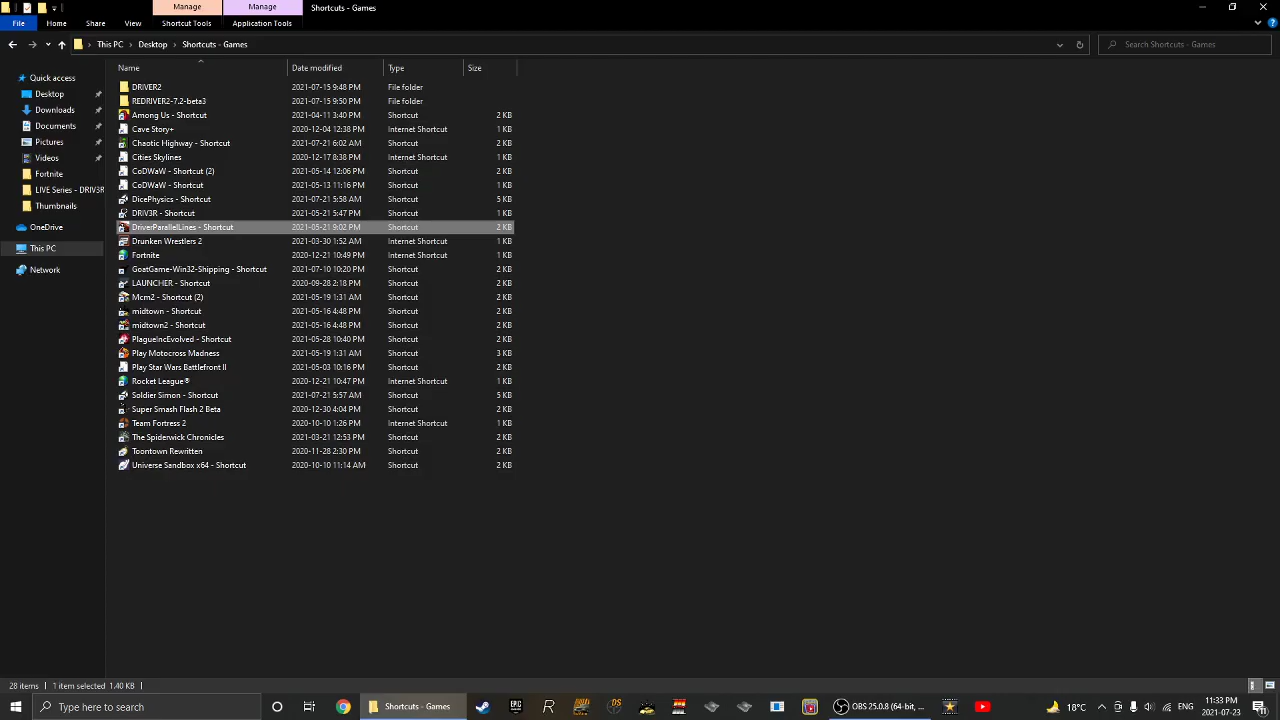 Manage Manage Shortcuts - Games
File Home Share View Shortcut Tools Application Tools
This PC Desktop Shortcuts - Games Search Shortcuts - Games
Name Date modified Type Size
Quick access
Desktop
Downloads
Documents
Pictures
Videos
Fortnite
LIVE Series - DRIV3R
Thumbnails
OneDrive
This PC
Network
DRIVER2 2021-07-15 9:48 PM File folder
REDRIVER2-7.2-beta3 2021-07-15 9:50 PM File folder
Among Us - Shortcut 2021-04-11 3:40 PM Shortcut 2 KB
Cave Story+ 2020-12-04 12:38 PM Internet Shortcut 1 KB
Chaotic Highway - Shortcut 2021-07-21 6:02 AM Shortcut 2 KB
Cities Skylines 2020-12-17 8:38 PM Internet Shortcut 1 KB
CoDWaW - Shortcut (2) 2021-05-14 12:06 PM Shortcut 2 KB
CoDWaW - Shortcut 2021-05-13 11:16 PM Shortcut 2 KB
DicePhysics - Shortcut 2021-07-21 5:58 AM Shortcut 5 KB
DRIV3R - Shortcut 2021-05-21 5:47 PM Shortcut 1 KB
DriverParallelLines - Shortcut 2021-05-21 9:02 PM Shortcut 2 KB
Drunken Wrestlers 2 2021-03-30 1:52 AM Internet Shortcut 1 KB
Fortnite 2020-12-21 10:49 PM Internet Shortcut 1 KB
GoatGame-Win32-Shipping - Shortcut 2021-07-10 10:20 PM Shortcut 2 KB
LAUNCHER - Shortcut 2020-09-28 2:18 PM Shortcut 2 KB
Mcm2 - Shortcut (2) 2021-05-19 1:31 AM Shortcut 2 KB
midtown - Shortcut 2021-05-16 4:48 PM Shortcut 2 KB
midtown2 - Shortcut 2021-05-16 4:48 PM Shortcut 2 KB
PlagueIncEvolved - Shortcut 2021-05-28 10:40 PM Shortcut 2 KB
Play Motocross Madness 2021-05-19 1:31 AM Shortcut 3 KB
Play Star Wars Battlefront II 2021-05-03 10:16 PM Shortcut 2 KB
Rocket League® 2020-12-21 10:47 PM Internet Shortcut 1 KB
Soldier Simon - Shortcut 2021-07-21 5:57 AM Shortcut 5 KB
Super Smash Flash 2 Beta 2020-12-30 4:04 PM Shortcut 2 KB
Team Fortress 2 2020-10-10 1:26 PM Internet Shortcut 1 KB
The Spiderwick Chronicles 2021-03-21 12:53 PM Shortcut 2 KB
Toontown Rewritten 2020-11-28 2:30 PM Shortcut 2 KB
Universe Sandbox x64 - Shortcut 2020-10-10 11:14 AM Shortcut 2 KB
28 items 1 item selected 1.40 KB
Type here to search Shortcuts - Games EPIC R DS OBS 25.0.8 (64-bit, ... 18°C ENG 11:33 PM
2021-07-23